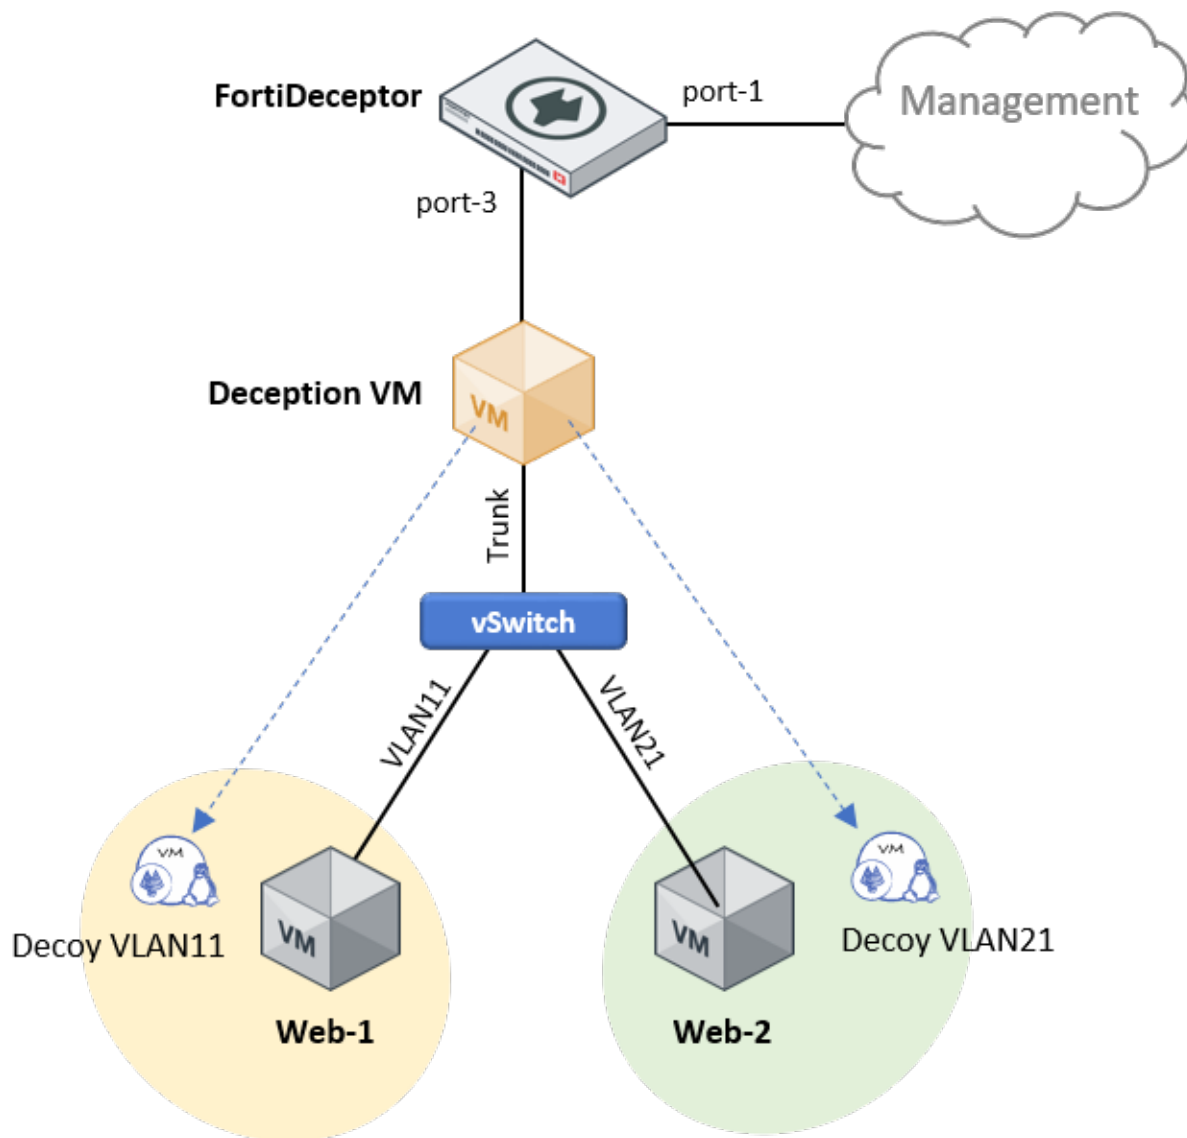 FortiDeceptor
port-1
Management
port-3
Deception VM
VM
Trunk
vSwitch
VLAN11
VLAN21
VM
VM
VM
VM
Decoy VLAN11
Decoy VLAN21
Web-1
Web-2